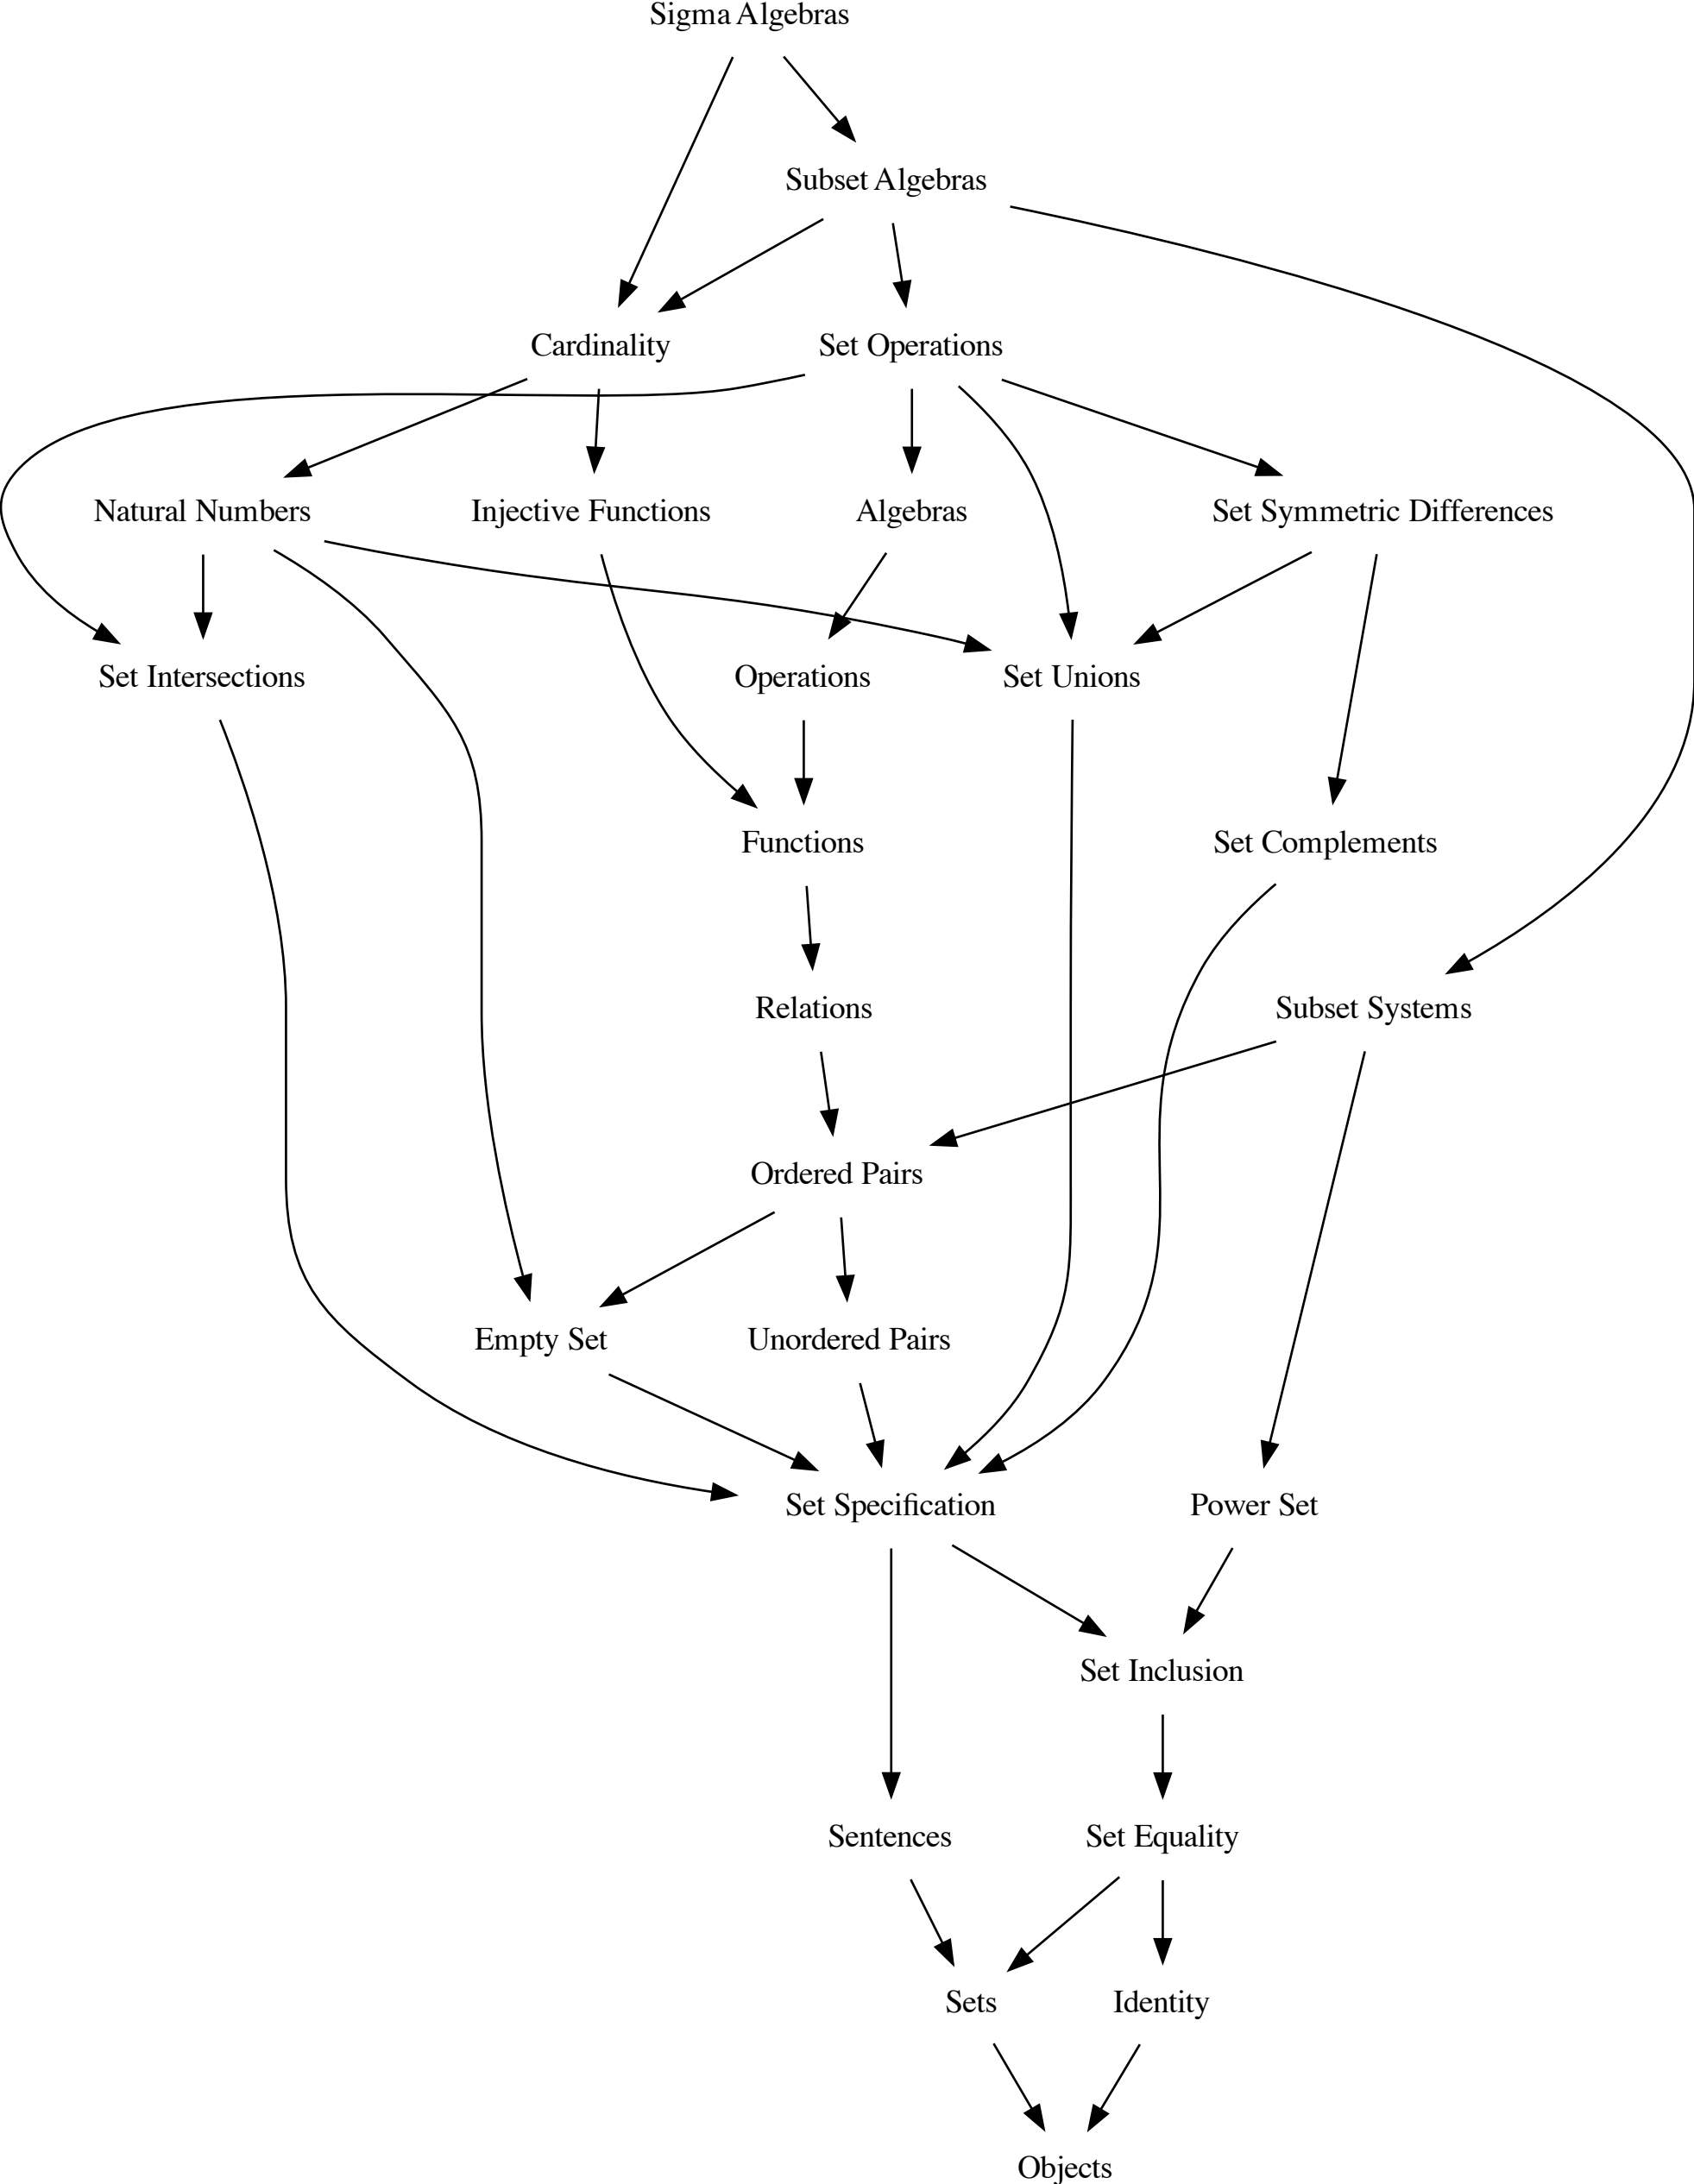 Sigma Algebras
Subset Algebras
Cardinality
Set Operations
Natural Numbers
Injective Functions
Algebras
Set Symmetric Differences
Set Intersections
Operations
Set Unions
Functions
Set Complements
Relations
Subset Systems
Ordered Pairs
Empty Set
Unordered Pairs
Set Specification
Power Set
Set Inclusion
Sentences
Set Equality
Sets
Identity
Objects